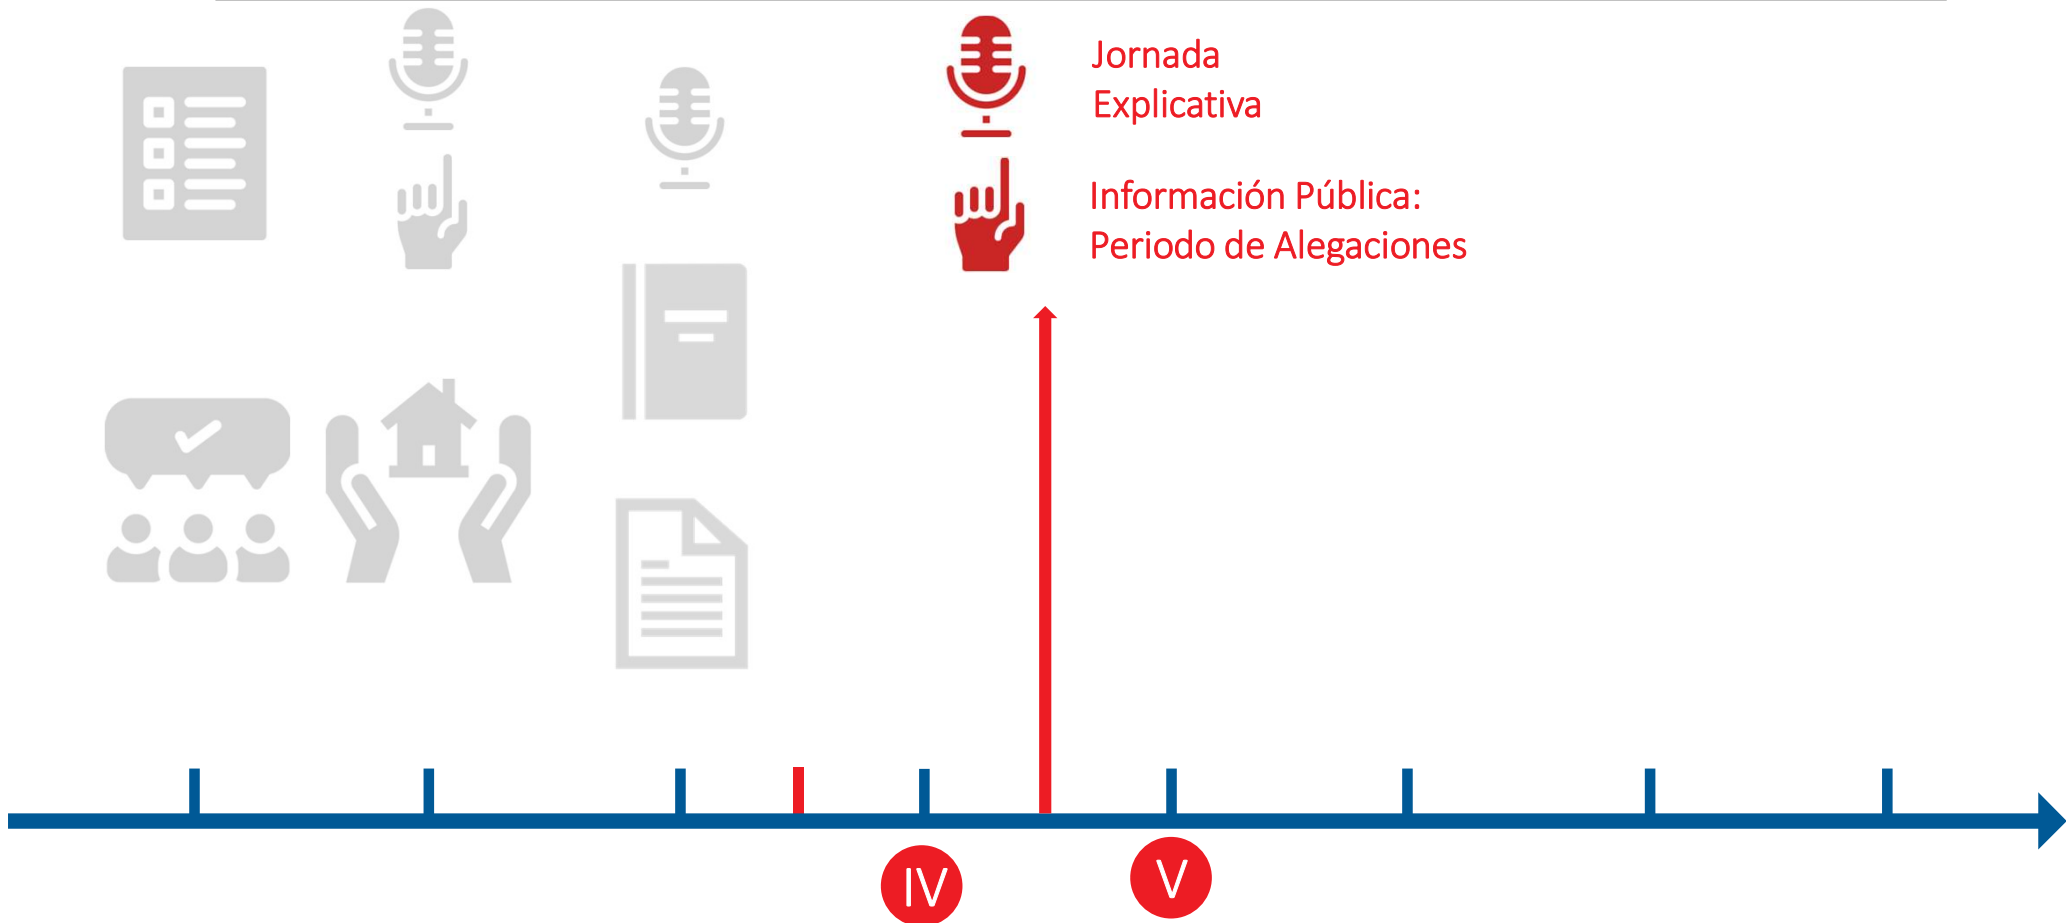 Jornada
Explicativa
Información Pública:
Periodo de Alegaciones
IV
V